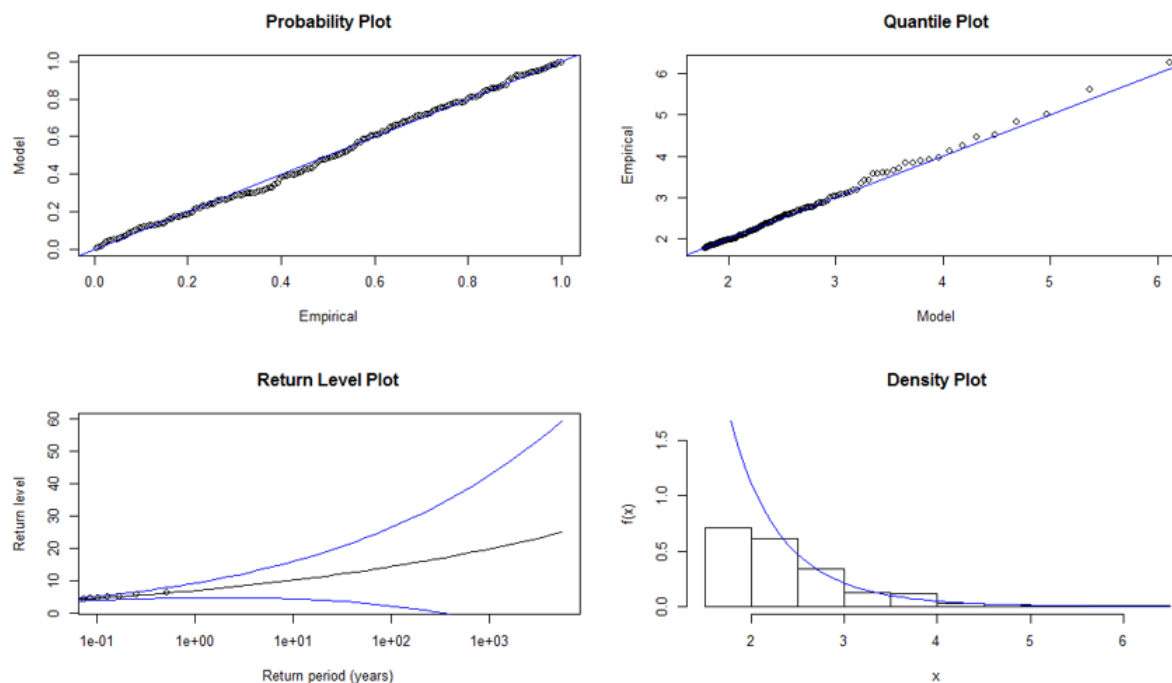 Probability Plot
Model
0.0 0.2 0.4 0.6 0.8 1.0
0.0 0.2 0.4 0.6 0.8 1.0
Empirical
Quantile Plot
Empirical
2 3 4 5 6
2 3 4 5 6
Model
Return Level Plot
Return level
0 10 20 30 40 50 60
1e-01 1e+00 1e+01 1e+02 1e+03
Return period (years)
Density Plot
f(x)
0.0 0.5 1.0 1.5
2 3 4 5 6
x